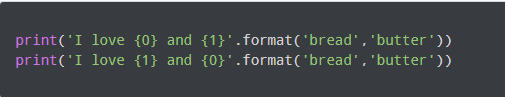 print('I love {0} and {1}'.format('bread','butter'))
print('I love {1} and {0}'.format('bread','butter'))